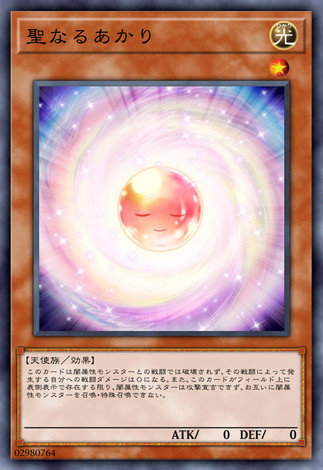 聖なるあかり
光
【天使族／効果】
このカードは闇属性モンスターとの戦闘では破壊されず、その戦闘によって発
生する自分への戦闘ダメージは０になる。また、このカードがフィールド上に
表側表示で存在する限り、闇属性モンスターは攻撃宣言できず、お互いに闇属
性モンスターを召喚・特殊召喚できない。
ATK/ 0 DEF/ 0
02980764